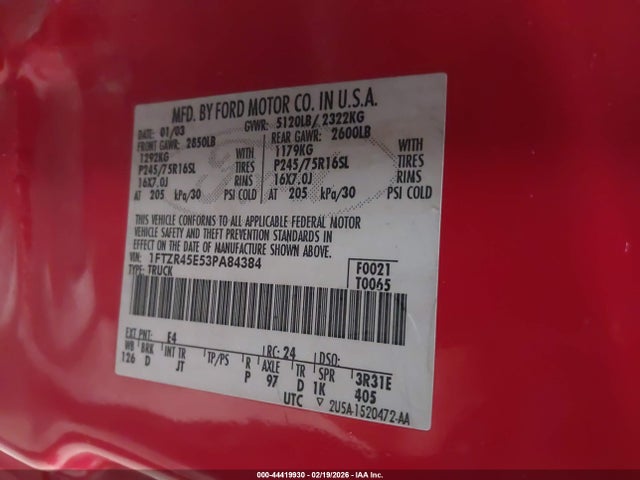 MFD. BY FORD MOTOR CO. IN U.S.A.
DATE: 01/03 GVWR: 5120LB/ 2322KG
FRONT GAWR: 2850LB REAR GAWR: 2600LB
1292KG WITH 1179KG WITH
P245/75R16SL TIRES P245/75R16SL TIRES
16X7.0J RIMS 16X7.0J RIMS
AT 205 kPa/30 PSI COLD AT 205 kPa/30 PSI COLD
THIS VEHICLE CONFORMS TO ALL APPLICABLE FEDERAL MOTOR
VEHICLE SAFETY AND THEFT PREVENTION STANDARDS IN
EFFECT ON THE DATE OF MANUFACTURE SHOWN ABOVE.
VIN: 1FTZR45E53PA84384 F0021
TYPE: TRUCK T0065
EXT PNT: E4 RC: 24 DSO:
WB BRK INT TR TP/PS R AXLE TR SPR 3R31E
126 D JT P 97 D 1K 405
UTC ▽ 2U5A-1520472-AA
000-44419930 - 02/19/2026 - IAA Inc.